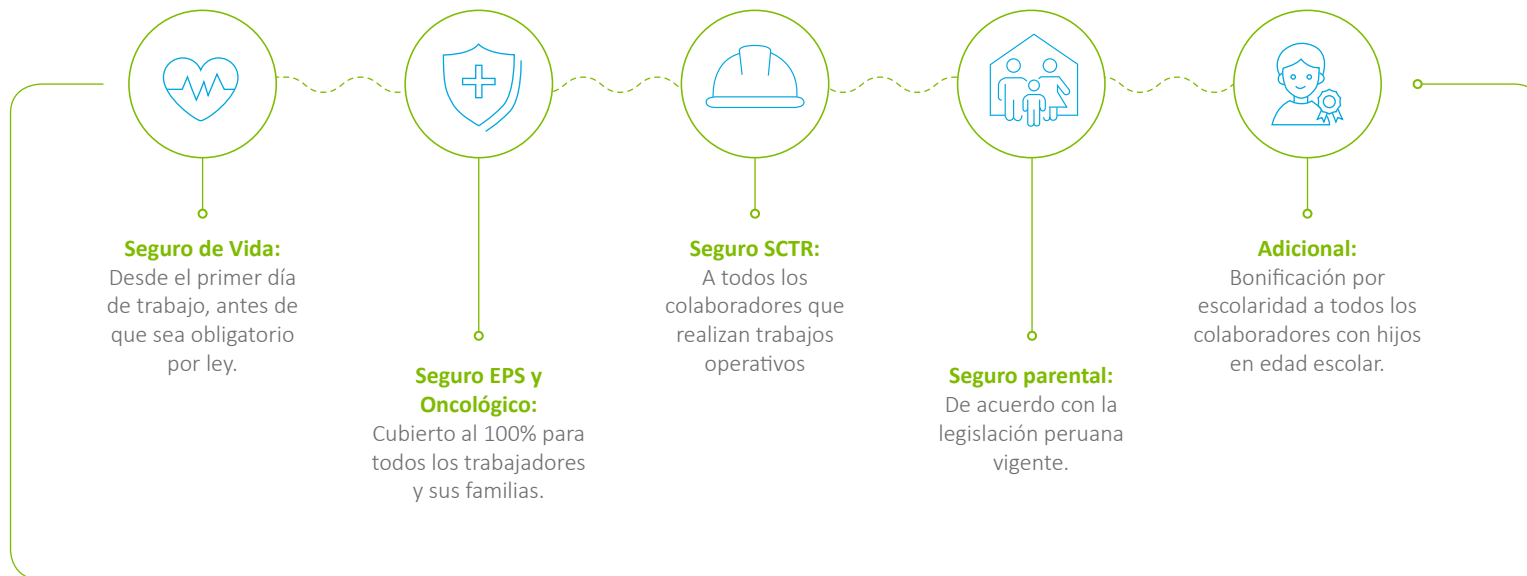 Seguro de Vida:
Desde el primer día
de trabajo, antes de
que sea obligatorio
por ley.
Seguro EPS y
Oncológico:
Cubierto al 100% para
todos los trabajadores
y sus familias.
Seguro SCTR:
A todos los
colaboradores que
realizan trabajos
operativos
Seguro parental:
De acuerdo con la
legislación peruana
vigente.
Adicional:
Bonificación por
escolaridad a todos los
colaboradores con hijos
en edad escolar.